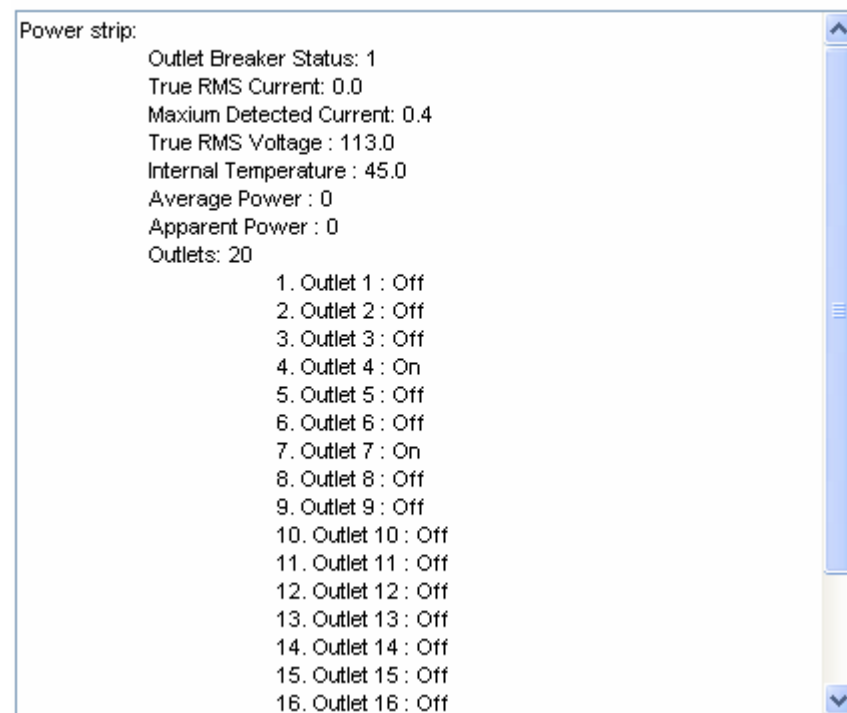 Power strip:
Outlet Breaker Status: 1
True RMS Current: 0.0
Maxium Detected Current: 0.4
True RMS Voltage : 113.0
Internal Temperature : 45.0
Average Power : 0
Apparent Power : 0
Outlets: 20
1. Outlet 1 : Off
2. Outlet 2 : Off
3. Outlet 3 : Off
4. Outlet 4 : On
5. Outlet 5 : Off
6. Outlet 6 : Off
7. Outlet 7 : On
8. Outlet 8 : Off
9. Outlet 9 : Off
10. Outlet 10 : Off
11. Outlet 11 : Off
12. Outlet 12 : Off
13. Outlet 13 : Off
14. Outlet 14 : Off
15. Outlet 15 : Off
16. Outlet 16 : Off